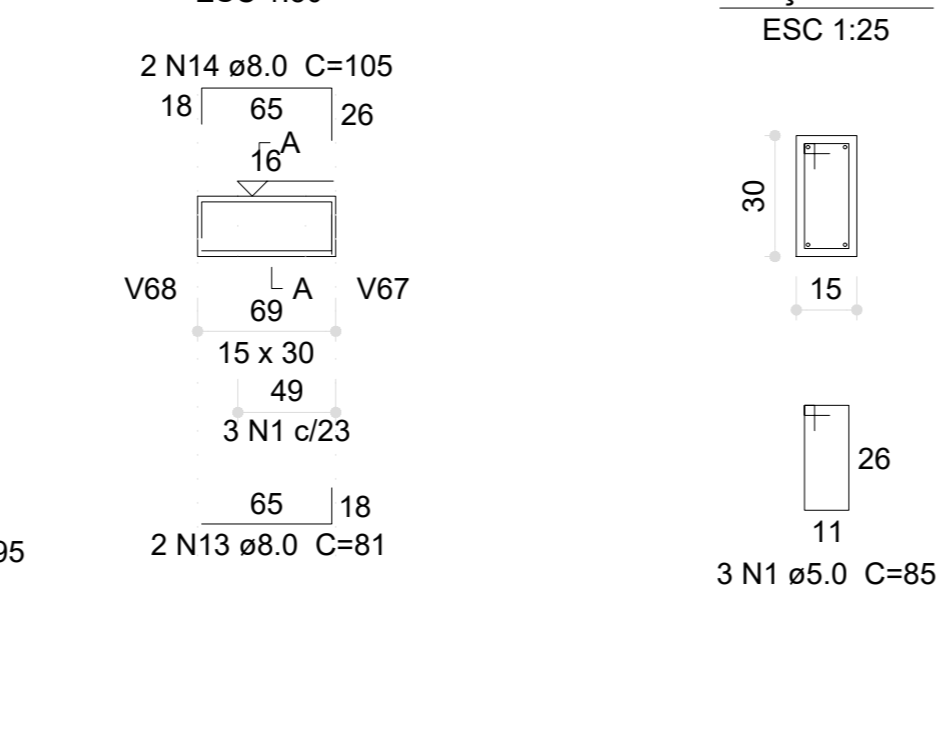 ESC 1:25
2 N14 ø8.0  C=105
18
65
26
A
16
V68
A
V67
69
15 x 30
49
3 N1 c/23
65
18
2 N13 ø8.0  C=81
95
30
15
26
11
3 N1 ø5.0  C=85